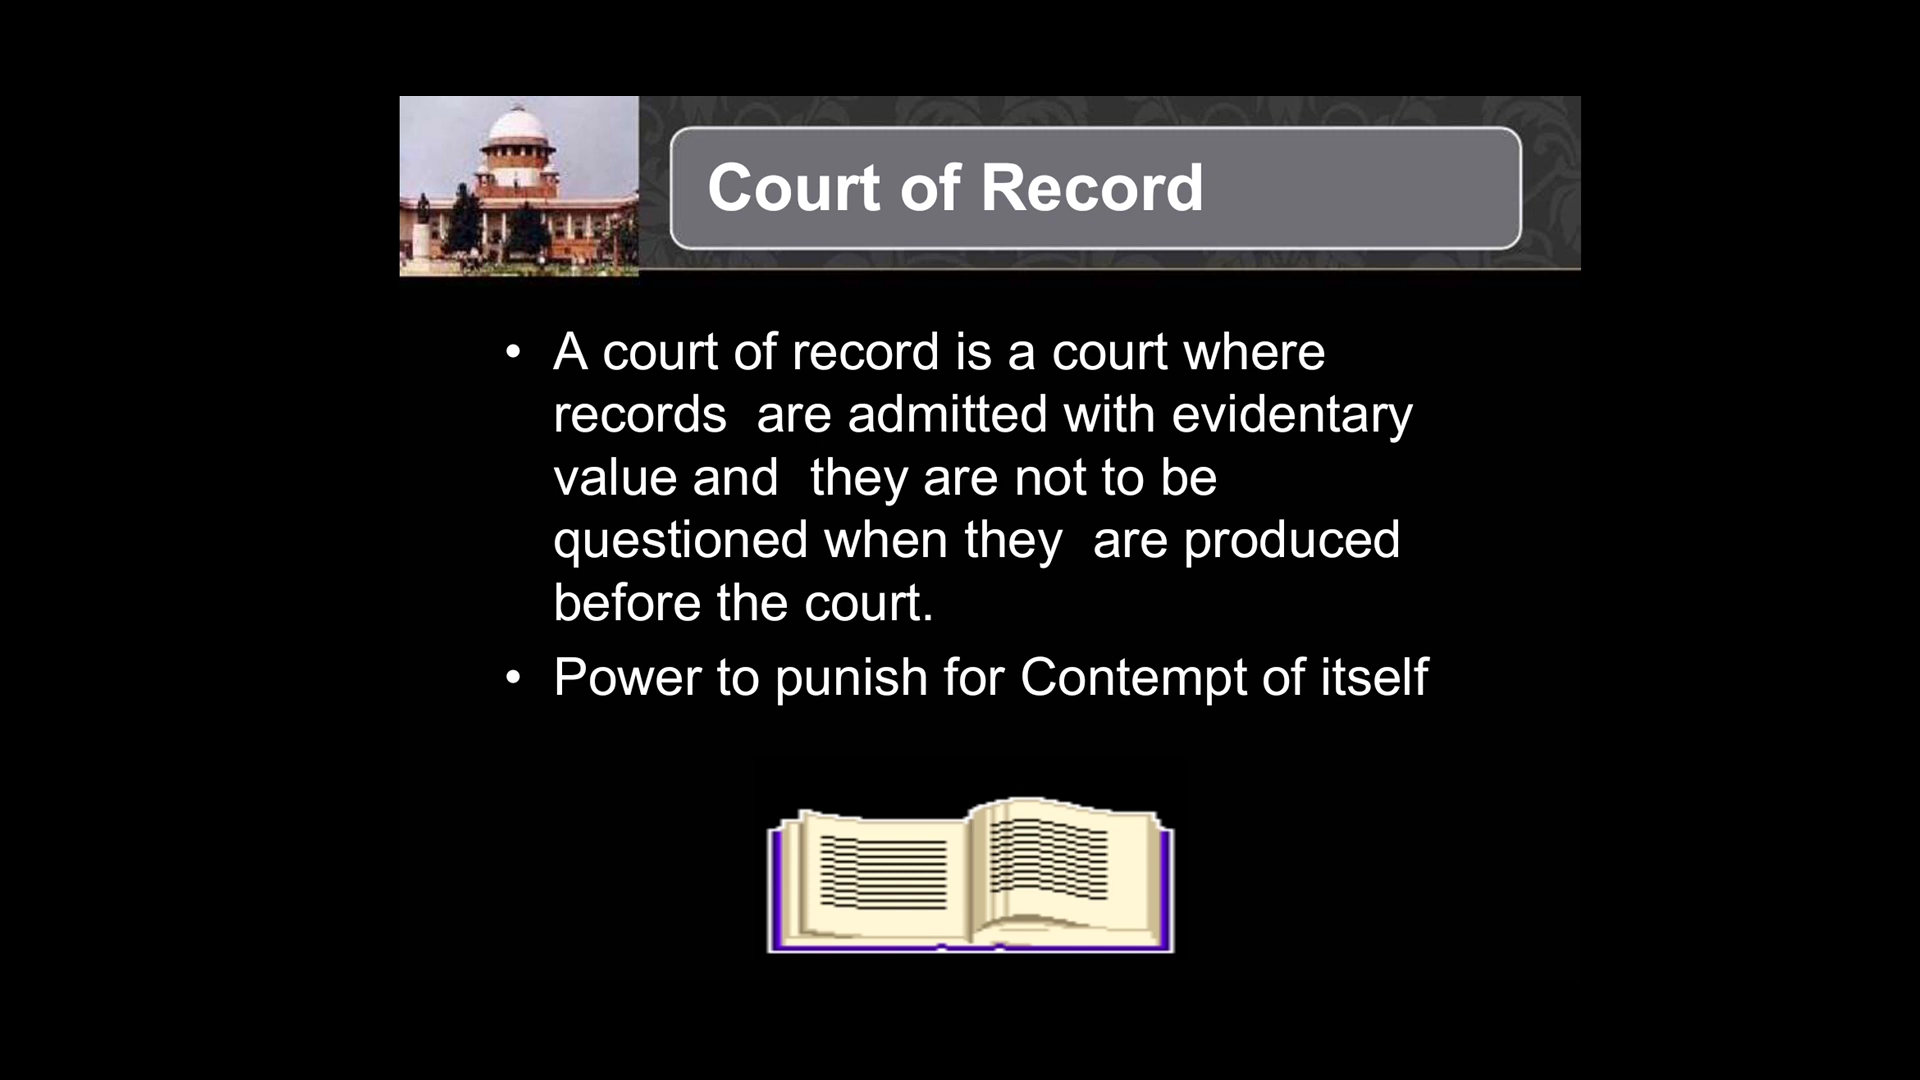 Court of Record
• A court of record is a court where
records  are admitted with evidentary
value and  they are not to be
questioned when they  are produced
before the court.
• Power to punish for Contempt of itself